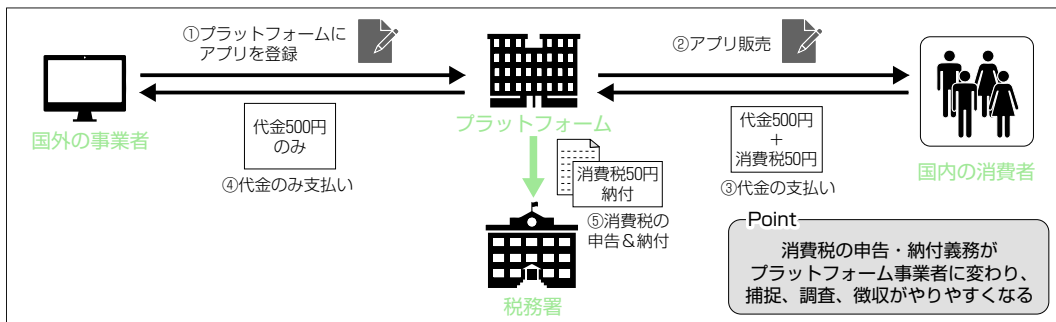 ①プラットフォームに
アプリを登録
②アプリ販売
国外の事業者
代金500円
のみ
④代金のみ支払い
プラットフォーム
消費税50円
納付
⑤消費税の
申告&納付
税務署
代金500円
+
消費税50円
③代金の支払い
国内の消費者
Point
消費税の申告・納付義務が
プラットフォーム事業者に変わり、
捕捉、調査、徴収がやりやすくなる